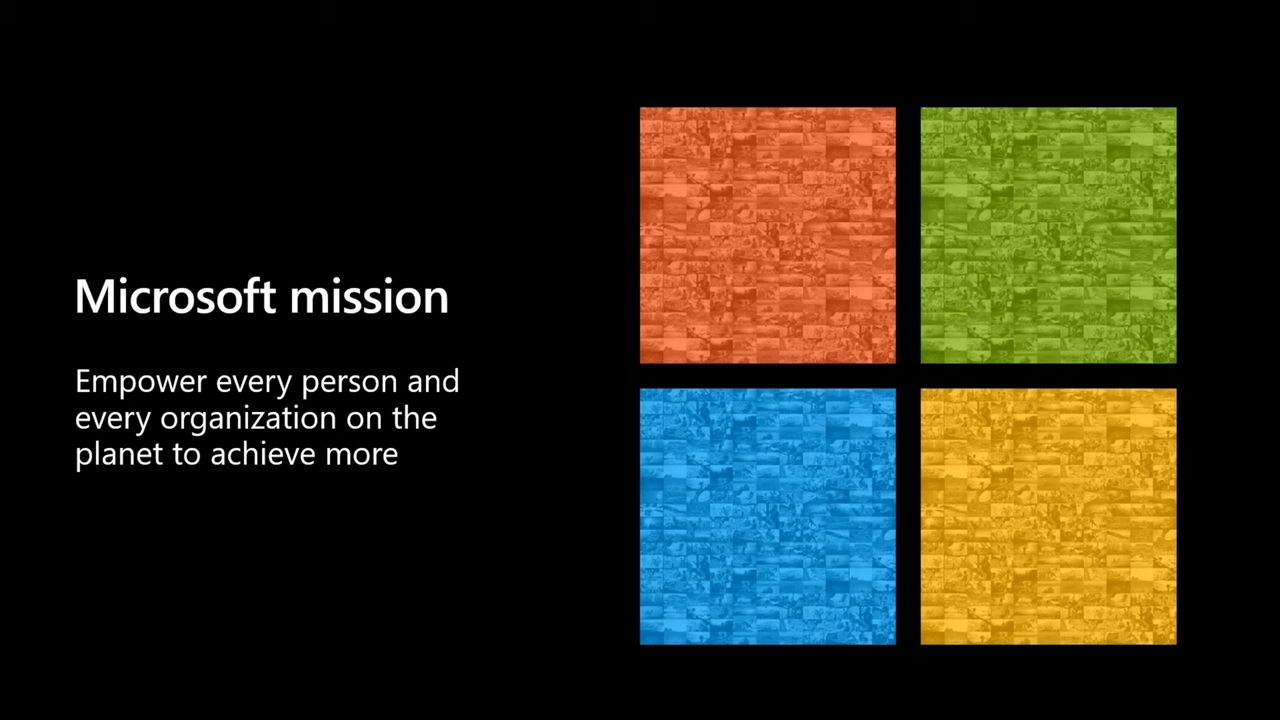 Microsoft mission
Empower every person and
every organization on the
planet to achieve more